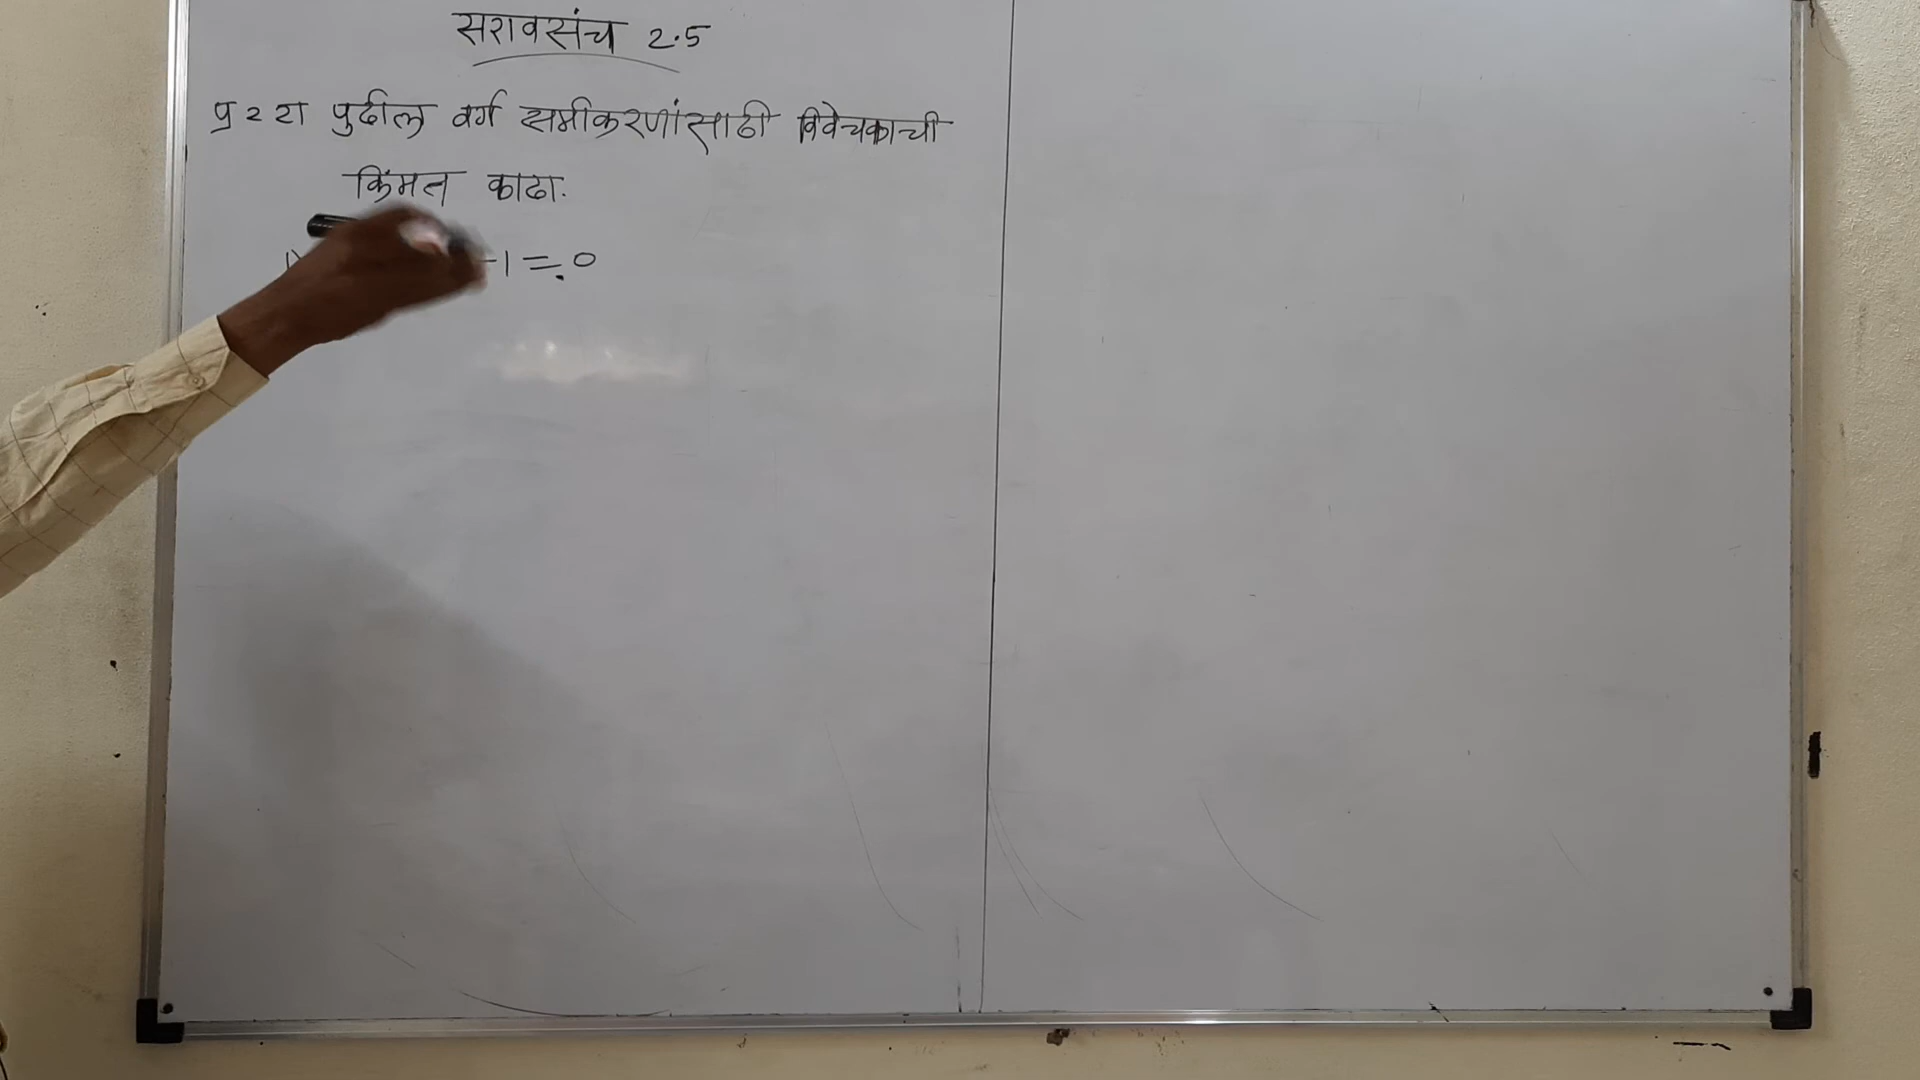 सरावसंच 2.5
प्र 2 रा पुढील वर्ग समीकरणांसाठी विवेचकाची
किंमत काढा.
-1 = 0